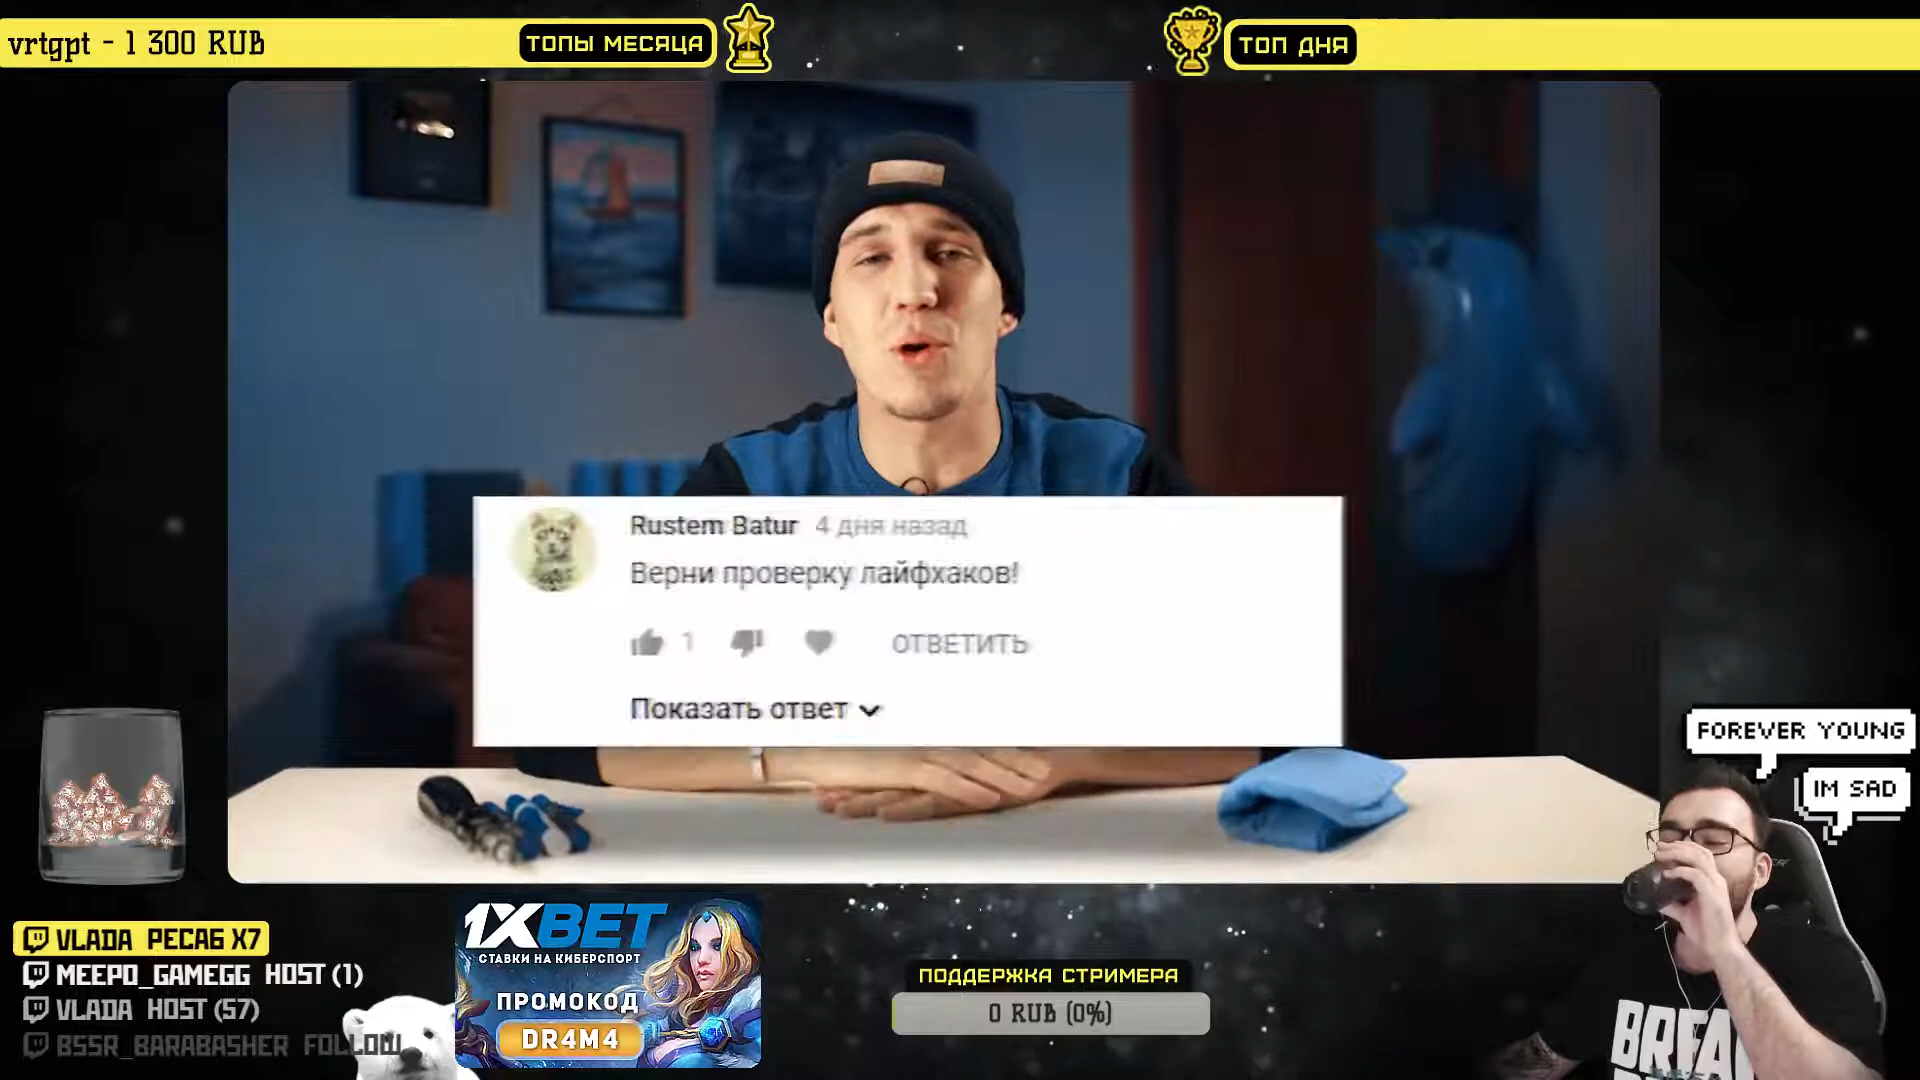 vrtgpt - 1 300 RUB
ТОПЫ МЕСЯЦА
ТОП ДНЯ
Rustem Batur 4 дня назад
Верни проверку лайфхаков!
1
ОТВЕТИТЬ
Показать ответ
FOREVER YOUNG
IM SAD
VLADA РЕСАБ X7
MEEPO_GAMEGG HOST (1)
VLADA HOST (57)
BSSR_BARABASHER FOLLOW
1XBET
СТАВКИ НА КИБЕРСПОРТ
ПРОМОКОД
DR4M4
ПОДДЕРЖКА СТРИМЕРА
0 RUB (0%)